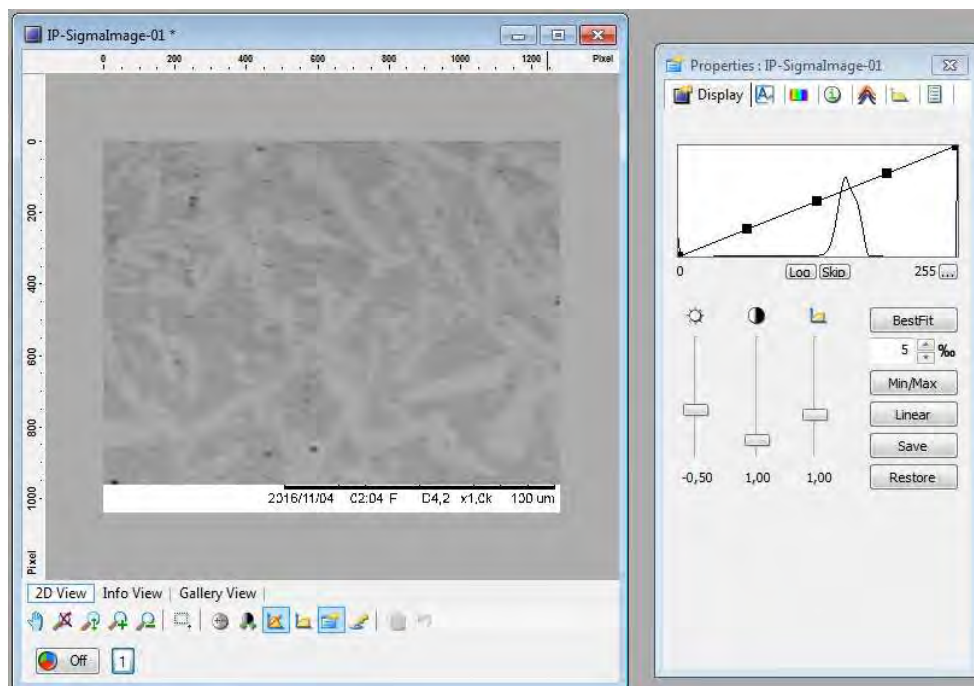 IP-SigmaImage-01 *
0 200 400 600 800 1000 1200 Pixel
0
200
400
600
800
1000
Pixel
2016/11/04 02:04 F D4,2 x1,0k 100 um
2D View Info View Gallery View
Off 1
Properties : IP-SigmaImage-01
Display
0 Log Skip 255 ...
BestFit
5 ‰
Min/Max
Linear
Save
Restore
-0,50 1,00 1,00